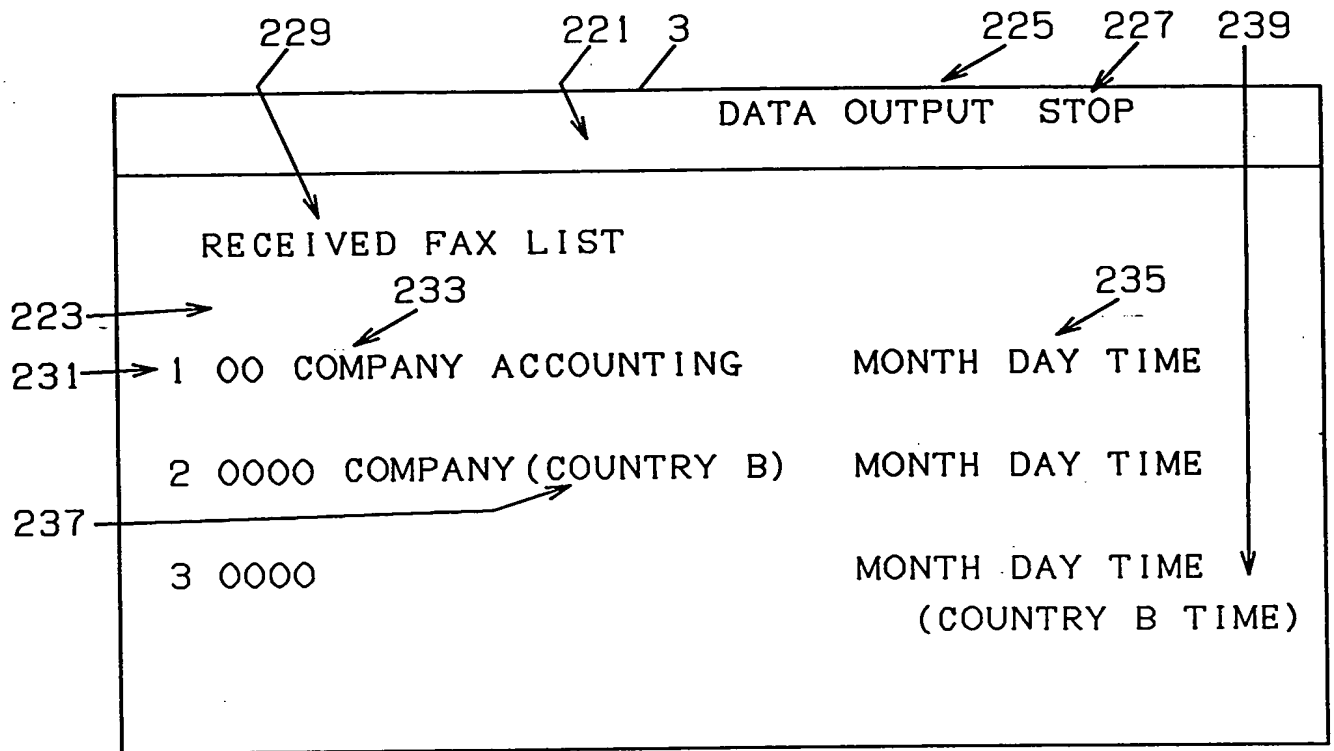 229 221 3 225 227 239
DATA OUTPUT STOP
RECEIVED FAX LIST
233 235
223
231 1 OO COMPANY ACCOUNTING MONTH DAY TIME
2 OOOO COMPANY(COUNTRY B) MONTH DAY TIME
237
3 OOOO MONTH DAY TIME
(COUNTRY B TIME)